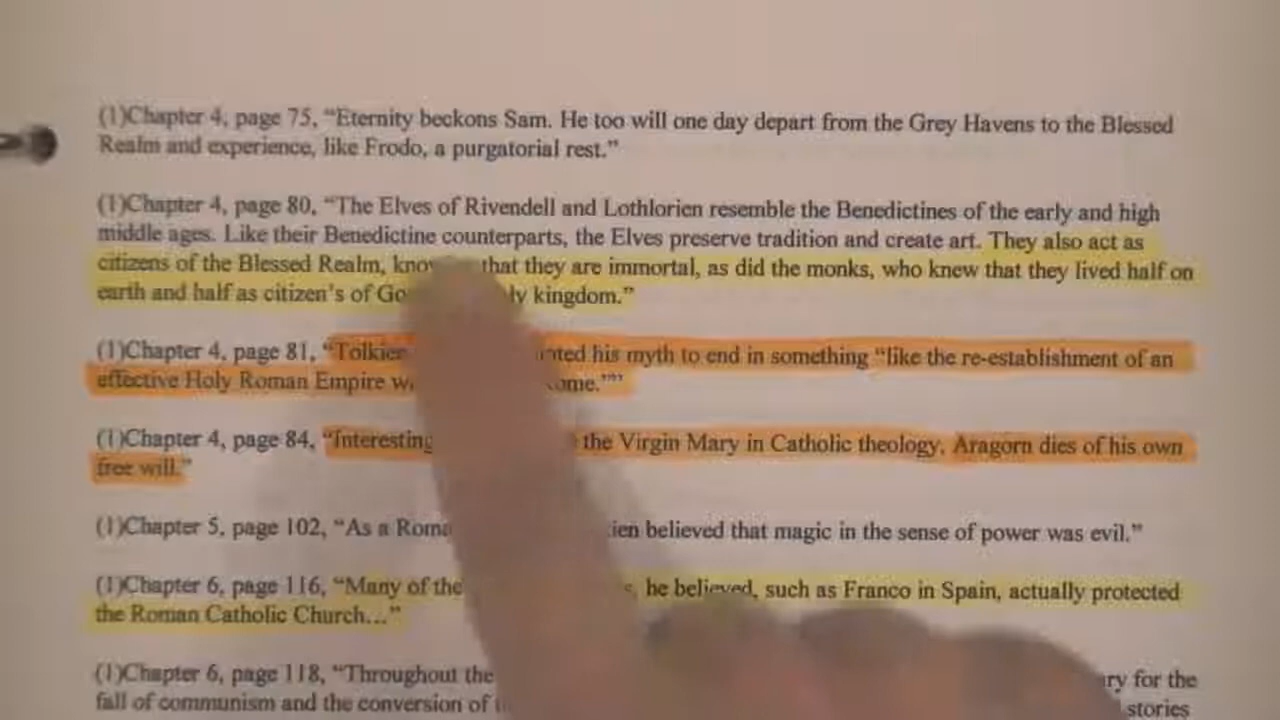 (1)Chapter 4, page 75, “Eternity beckons Sam. He too will one day depart from the Grey Havens to the Blessed
Realm and experience, like Frodo, a purgatorial rest.”
(1)Chapter 4, page 80, “The Elves of Rivendell and Lothlorien resemble the Benedictines of the early and high
middle ages. Like their Benedictine counterparts, the Elves preserve tradition and create art. They also act as
citizens of the Blessed Realm, that they are immortal, as did the monks, who knew that they lived half on
earth and half as citizen’s of kingdom.”
(1)Chapter 4, page 81, “Tolkien his myth to end in something “like the re-establishment of an
effective Holy Roman Empire
(1)Chapter 4, page 84, “Interesting the Virgin Mary in Catholic theology, Aragorn dies of his own
free will.”
(1)Chapter 5, page 102, “As a believed that magic in the sense of power was evil.”
(1)Chapter 6, page 116, “Many of the he believed, such as Franco in Spain, actually protected
the Roman Catholic Church…”
(1)Chapter 6, page 118, “Throughout the for the
fall of communism and the conversion of stories